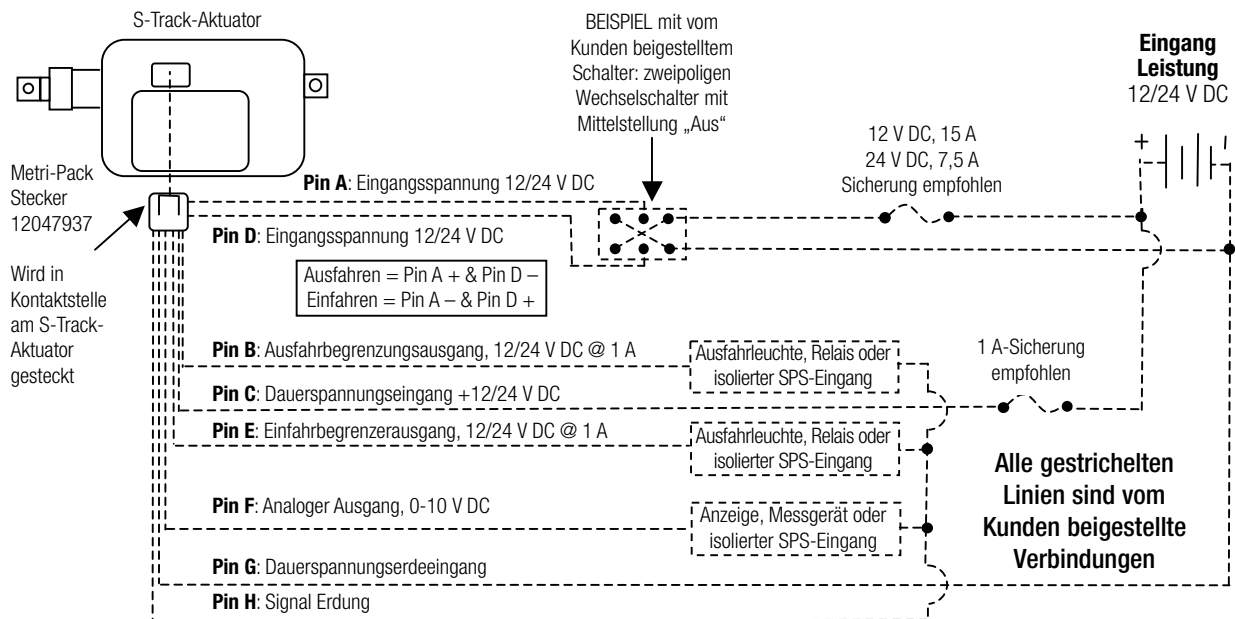 S-Track-Aktuator
BEISPIEL mit vom
Kunden beigestelltem
Schalter: zweipoligen
Wechselschalter mit
Mittelstellung „Aus“
Eingang
Leistung
12/24 V DC
+
-
12 V DC, 15 A
24 V DC, 7,5 A
Sicherung empfohlen
Metri-Pack
Stecker
12047937
Wird in
Kontaktstelle
am S-Track-
Aktuator
gesteckt
Pin A: Eingangsspannung 12/24 V DC
Pin D: Eingangsspannung 12/24 V DC
Ausfahren = Pin A + & Pin D –
Einfahren = Pin A – & Pin D +
Pin B: Ausfahrbegrenzungsausgang, 12/24 V DC @ 1 A
Ausfahrleuchte, Relais oder
isolierter SPS-Eingang
1 A-Sicherung
empfohlen
Pin C: Dauerspannungseingang +12/24 V DC
Pin E: Einfahrbegrenzerausgang, 12/24 V DC @ 1 A
Ausfahrleuchte, Relais oder
isolierter SPS-Eingang
Pin F: Analoger Ausgang, 0-10 V DC
Anzeige, Messgerät oder
isolierter SPS-Eingang
Alle gestrichelten
Linien sind vom
Kunden beigestellte
Verbindungen
Pin G: Dauerspannungserdeeingang
Pin H: Signal Erdung